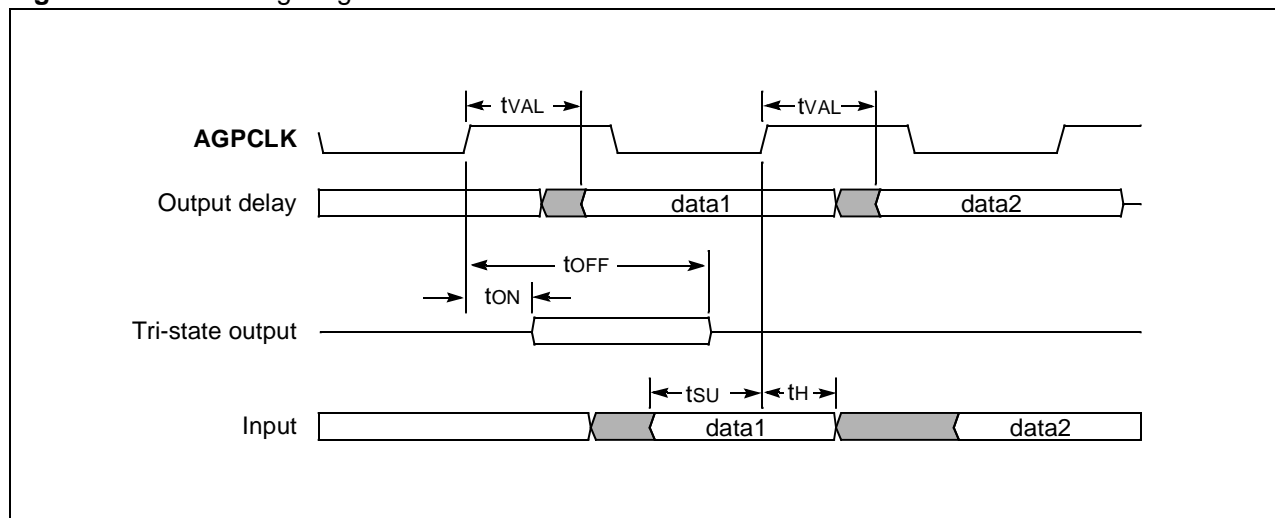 tVAL
tVAL
AGPCLK
Output delay
data1
data2
tOFF
tON
Tri-state output
tSU
tH
Input
data1
data2